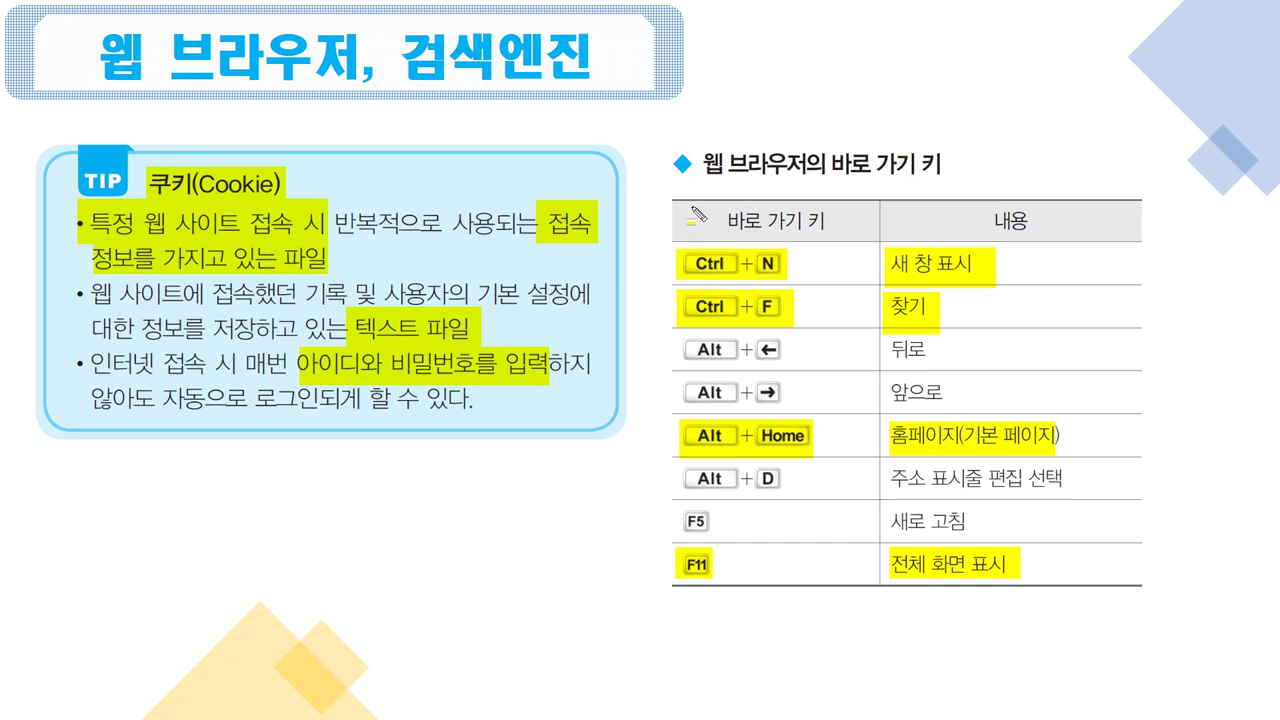 웹 브라우저, 검색엔진
TIP
쿠키(Cookie)
• 특정 웹 사이트 접속 시 반복적으로 사용되는 접속
정보를 가지고 있는 파일
• 웹 사이트에 접속했던 기록 및 사용자의 기본 설정에
대한 정보를 저장하고 있는 텍스트 파일
• 인터넷 접속 시 매번 아이디와 비밀번호를 입력하지
않아도 자동으로 로그인되게 할 수 있다.
◆ 웹 브라우저의 바로 가기 키
바로 가기 키 내용
Ctrl + N 새 창 표시
Ctrl + F 찾기
Alt + ← 뒤로
Alt + → 앞으로
Alt + Home 홈페이지(기본 페이지)
Alt + D 주소 표시줄 편집 선택
F5 새로 고침
F11 전체 화면 표시